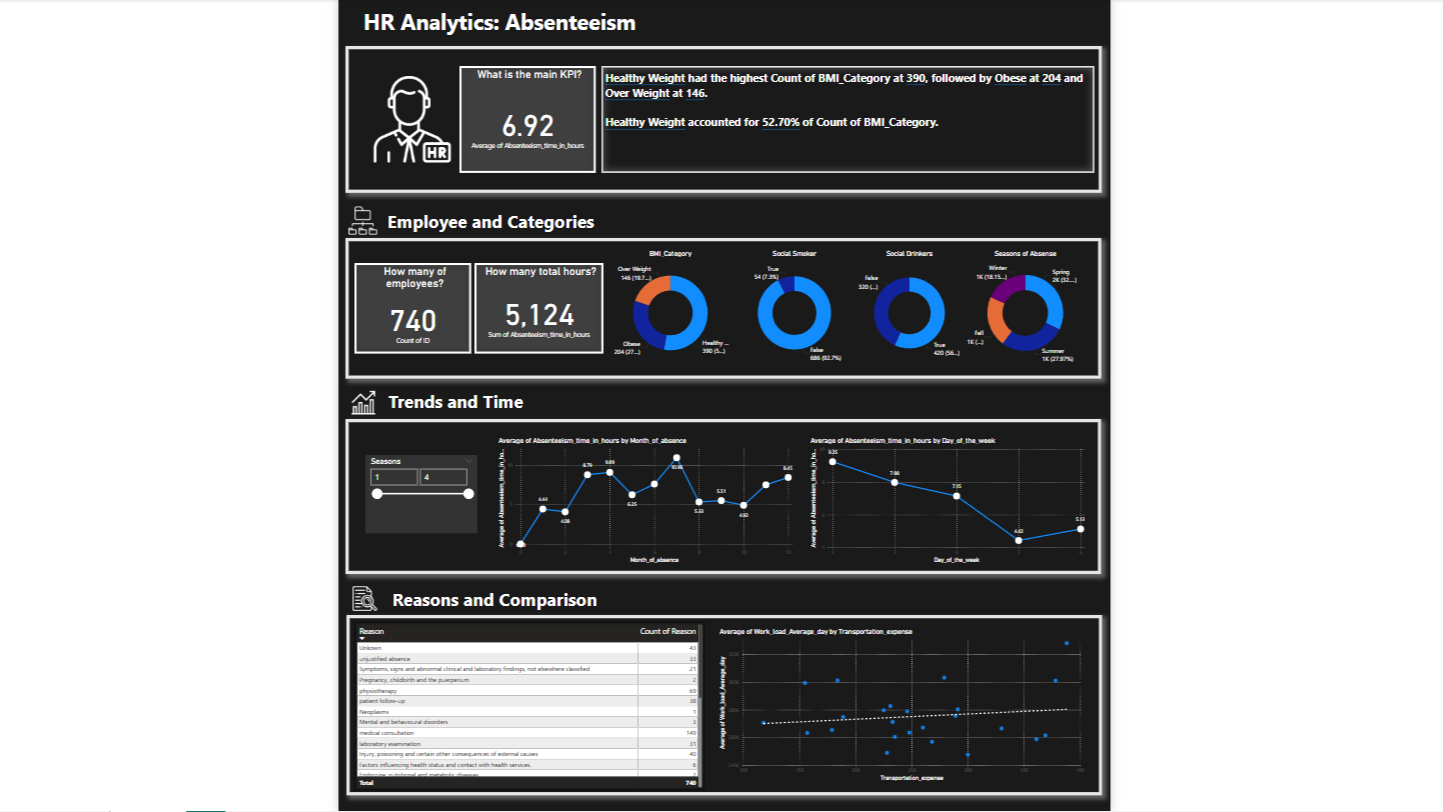 HR Analytics: Absenteeism
HR
What is the main KPI?
6.92
Average of Absenteeism_time_in_hours
Healthy Weight had the highest Count of BMI_Category at 390, followed by Obese at 204 and
Over Weight at 146.
Healthy Weight accounted for 52.70% of Count of BMI_Category.
Employee and Categories
How many of
employees?
740
Count of ID
How many total hours?
5,124
Sum of Absenteeism_time_in_hours
BMI_Category
Over Weight
146 (19.7...)
Obese
204 (27...)
Healthy ...
390 (5...)
Social Smoker
True
54 (7.3%)
False
686 (92.7%)
Social Drinkers
False
320 (...)
True
420 (56...)
Seasons of Absense
Winter
1K (18.15...)
Spring
2K (32....)
Fall
1K (...)
Summer
1K (27.97%)
Trends and Time
Seasons
1
4
Average of Absenteeism_time_in_hours by Month_of_absence
Average of Absenteeism_time_in_ho...
4.44
4.08
8.79
9.09
6.25
10.96
5.33
5.51
4.92
8.45
Month_of_absence
Average of Absenteeism_time_in_hours by Day_of_the_week
Average of Absenteeism_time_in_ho...
9.25
7.98
7.15
4.42
5.13
Day_of_the_week
Reasons and Comparison
Reason Count of Reason
Unkown 43
unjustified absence 33
Symptoms, signs and abnormal clinical and laboratory findings, not elsewhere classified 21
Pregnancy, childbirth and the puerperium 2
physiotherapy 69
patient follow-up 38
Neoplasms 1
Mental and behavioural disorders 3
medical consultation 149
laboratory examination 31
Injury, poisoning and certain other consequences of external causes 40
Factors influencing health status and contact with health services. 6
Endocrine, nutritional and metabolic diseases 2
Total 740
Average of Work_load_Average_day by Transportation_expense
Average of Work_load_Average_day
Transportation_expense